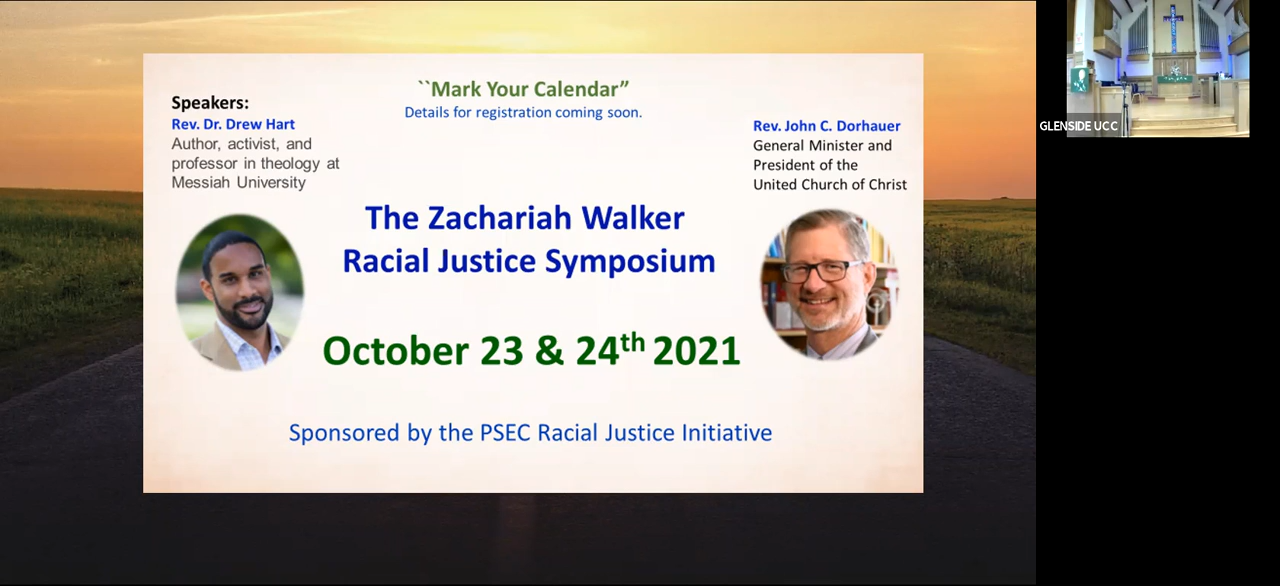 ``Mark Your Calendar”
Details for registration coming soon.
Speakers:
Rev. Dr. Drew Hart
Author, activist, and
professor in theology at
Messiah University
Rev. John C. Dorhauer
General Minister and
President of the
United Church of Christ
The Zachariah Walker
Racial Justice Symposium
October 23 & 24th 2021
Sponsored by the PSEC Racial Justice Initiative
GLENSIDE UCC